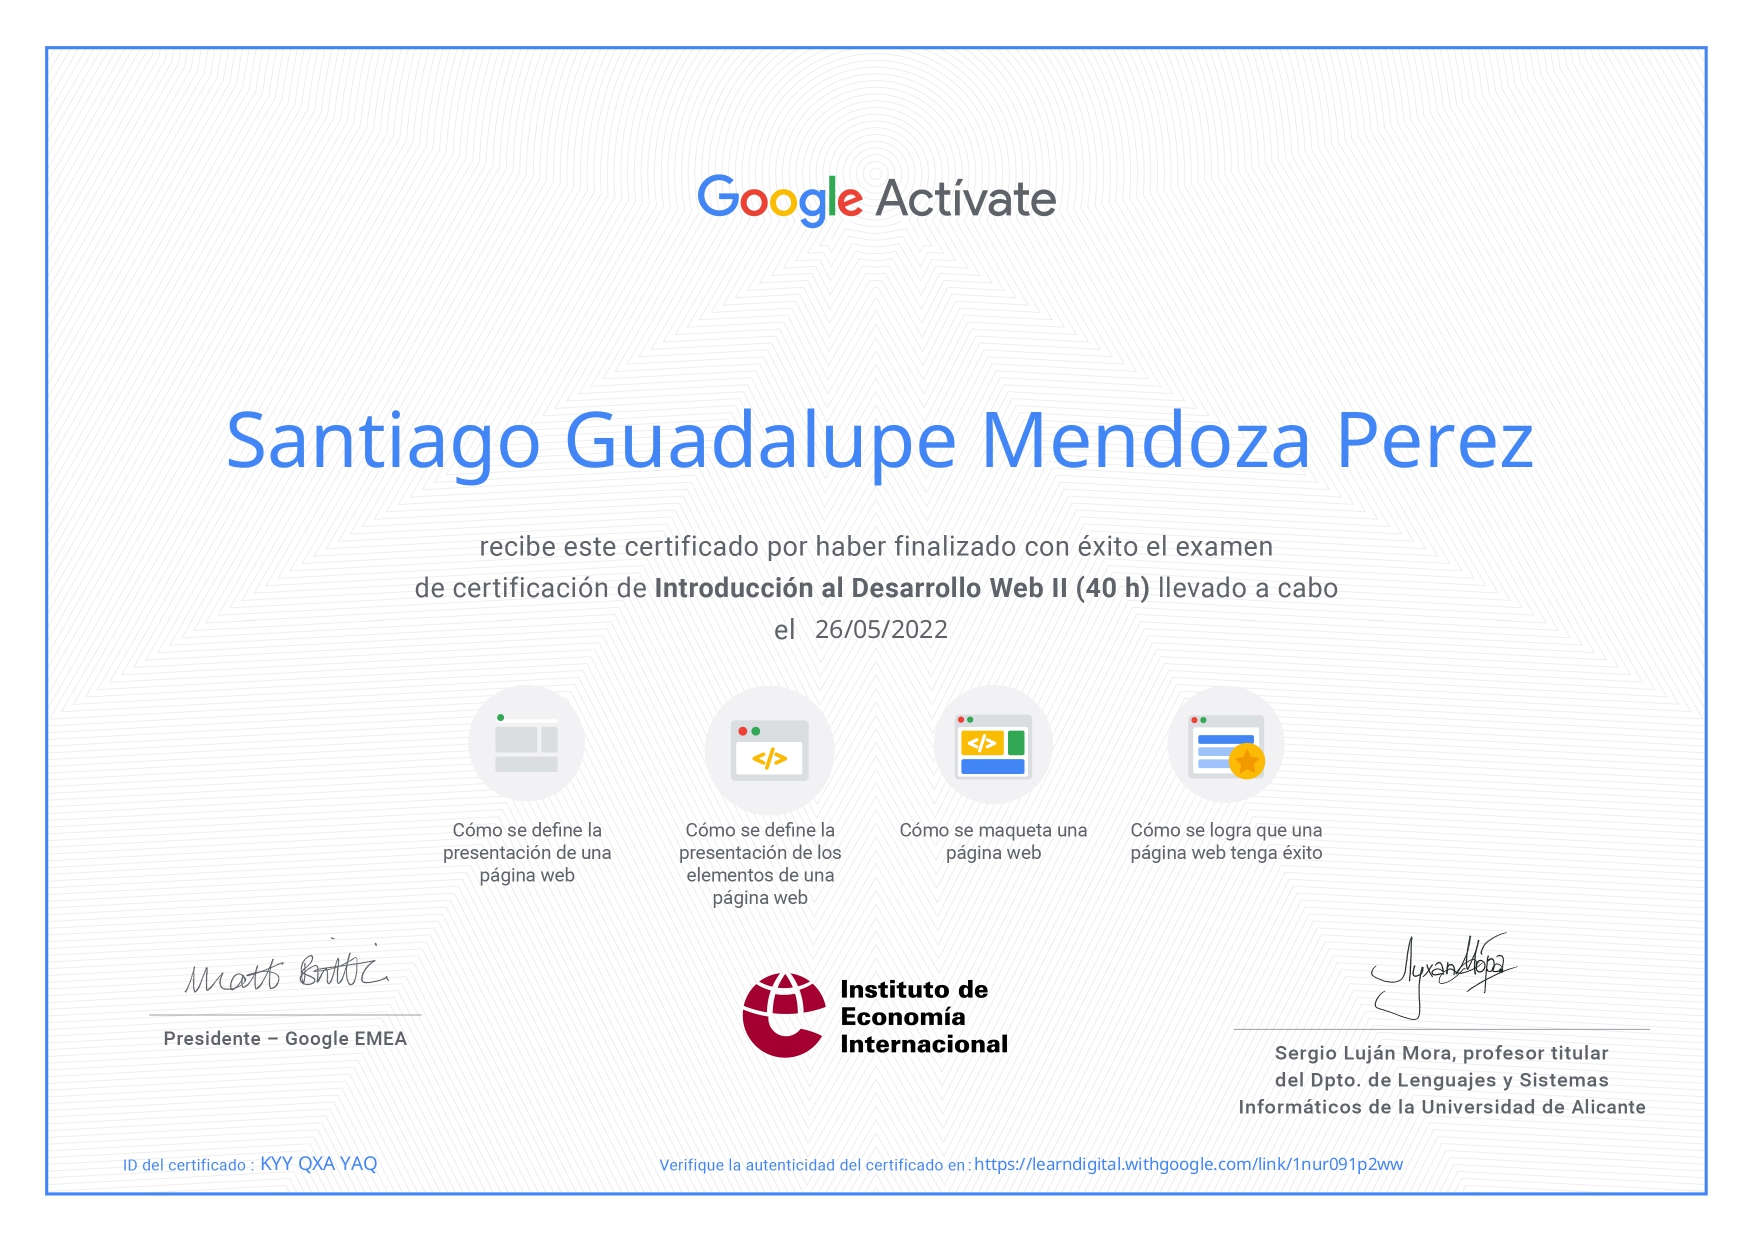 Google Actívate
Santiago Guadalupe Mendoza Perez
recibe este certificado por haber finalizado con éxito el examen
de certificación de Introducción al Desarrollo Web II (40 h) llevado a cabo
el 26/05/2022
</>
</>
Cómo se define la
presentación de una
página web
Cómo se define la
presentación de los
elementos de una
página web
Cómo se maqueta una
página web
Cómo se logra que una
página web tenga éxito
Presidente – Google EMEA
Instituto de
Economía
Internacional
Sergio Luján Mora, profesor titular
del Dpto. de Lenguajes y Sistemas
Informáticos de la Universidad de Alicante
ID del certificado : KYY QXA YAQ
Verifique la autenticidad del certificado en : https://learndigital.withgoogle.com/link/1nur091p2ww